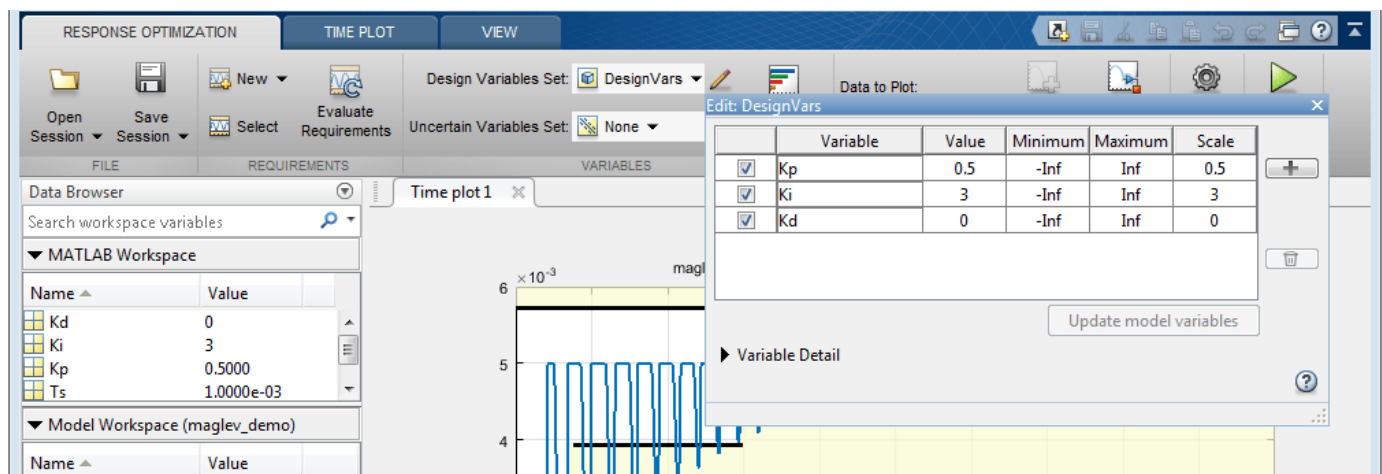 RESPONSE OPTIMIZATION TIME PLOT VIEW
New Design Variables Set: DesignVars Data to Plot:
Open Session Save Session Select Evaluate Requirements Uncertain Variables Set: None
FILE REQUIREMENTS VARIABLES
Edit: DesignVars
Variable Value Minimum Maximum Scale
Kp 0.5 -Inf Inf 0.5
Ki 3 -Inf Inf 3
Kd 0 -Inf Inf 0
Update model variables
Variable Detail
Data Browser
Search workspace variables
MATLAB Workspace
Name Value
Kd 0
Ki 3
Kp 0.5000
Ts 1.0000e-03
Model Workspace (maglev_demo)
Name Value
Time plot 1
×10-3
magl
6
5
4